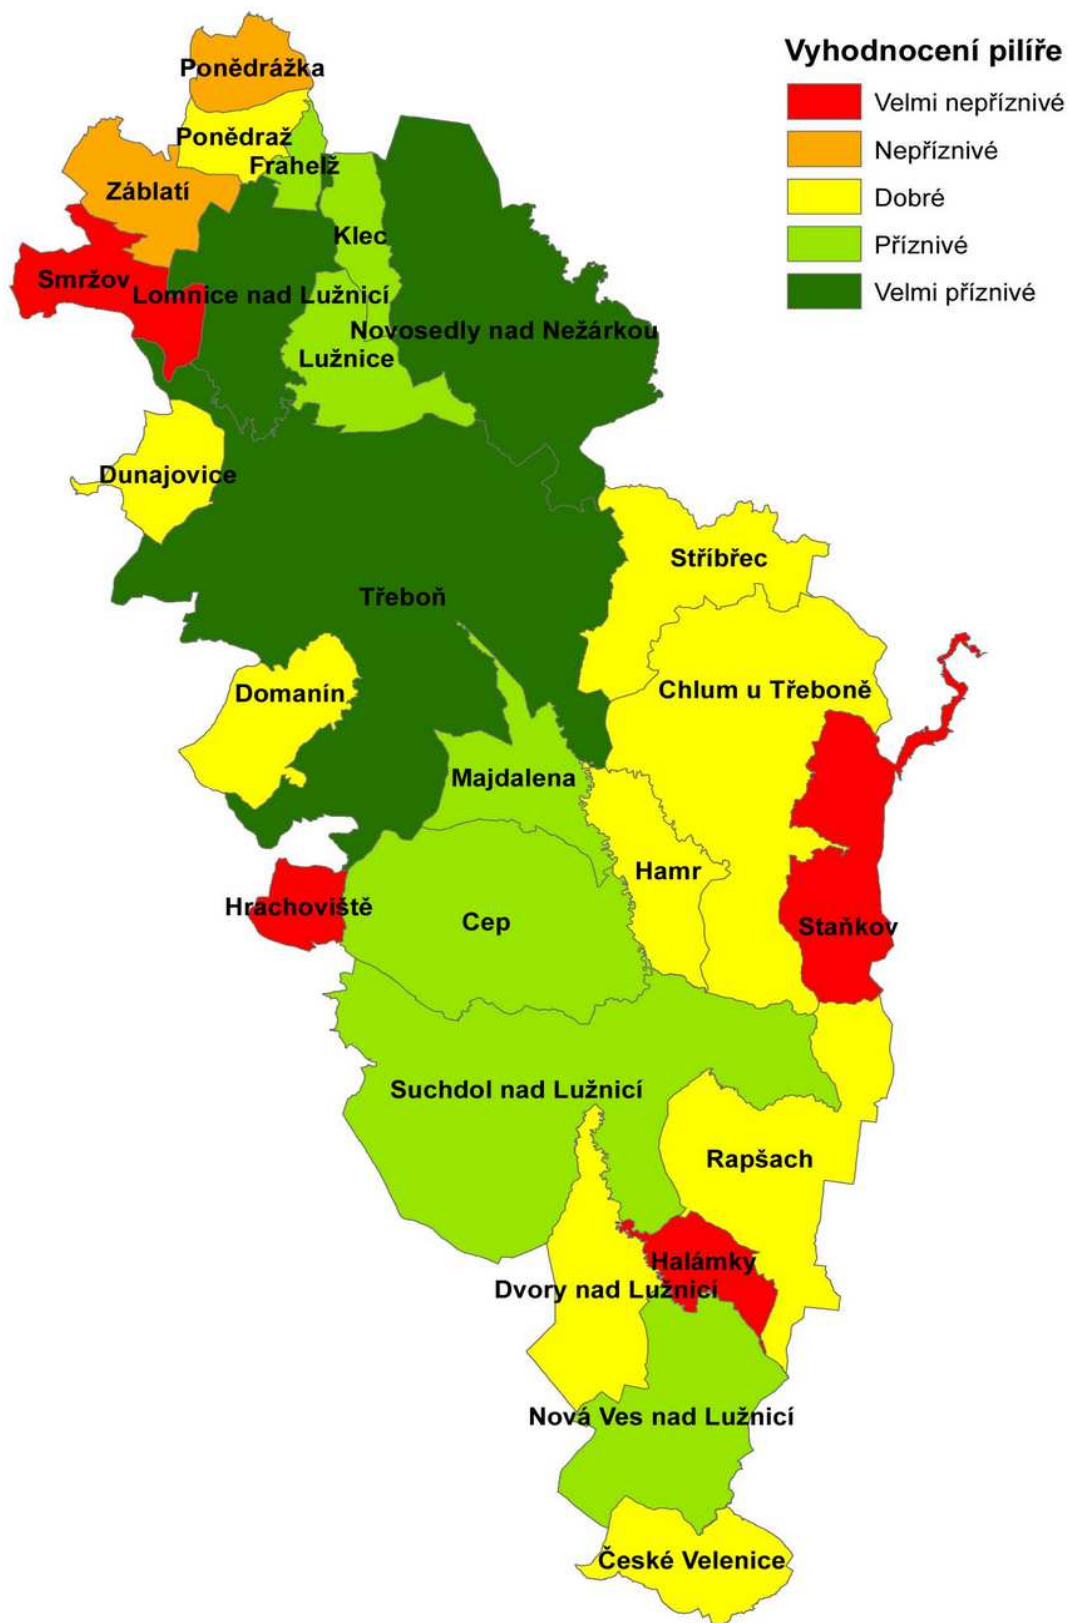 Vyhodnocení pilíře
Velmi nepříznivé
Nepříznivé
Dobré
Příznivé
Velmi příznivé
Ponědrážka
Ponědraž
Frahelž
Záblatí
Klec
Smržov
Lomnice nad Lužnicí
Novosedly nad Nežárkou
Lužnice
Dunajovice
Stříbřec
Třeboň
Domanín
Chlum u Třeboně
Majdalena
Hamr
Hrachoviště
Cep
Staňkov
Suchdol nad Lužnicí
Rapšach
Halámky
Dvory nad Lužnicí
Nová Ves nad Lužnicí
České Velenice